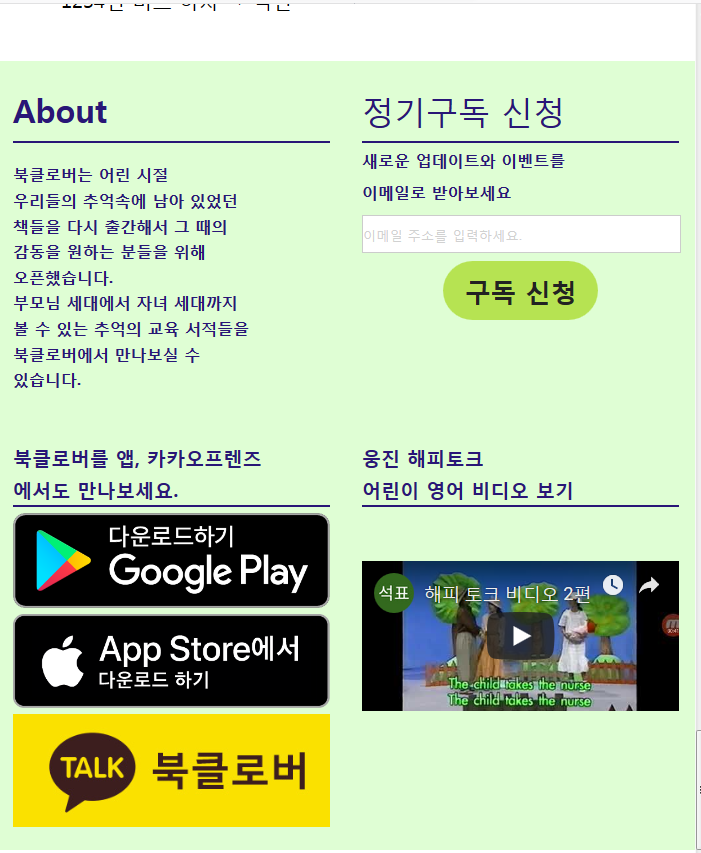 About
북클로버는 어린 시절
우리들의 추억속에 남아 있었던
책들을 다시 출간해서 그 때의
감동을 원하는 분들을 위해
오픈했습니다.
부모님 세대에서 자녀 세대까지
볼 수 있는 추억의 교육 서적들을
북클로버에서 만나보실 수
있습니다.
정기구독 신청
새로운 업데이트와 이벤트를
이메일로 받아보세요
이메일 주소를 입력하세요.
구독 신청
북클로버를 앱, 카카오프렌즈
에서도 만나보세요.
다운로드하기
Google Play
App Store에서
다운로드 하기
TALK 북클로버
웅진 해피토크
어린이 영어 비디오 보기
석표 해피 토크 비디오 2편
The child takes the nurse
The child takes the nurse